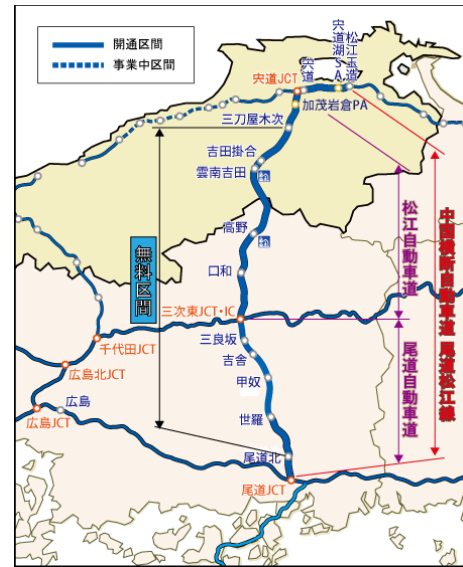 開通区間
事業中区間
宍道JCT
宍道
宍道湖SA
松江玉造
加茂岩倉PA
三刀屋木次
吉田掛合
雲南吉田
高野
口和
無料区間
松江自動車道
中国横断自動車道 尾道松江線
三次東JCT・IC
千代田JCT
三良坂
吉舎
広島北JCT
甲奴
尾道自動車道
広島
広島JCT
世羅
尾道北
尾道JCT